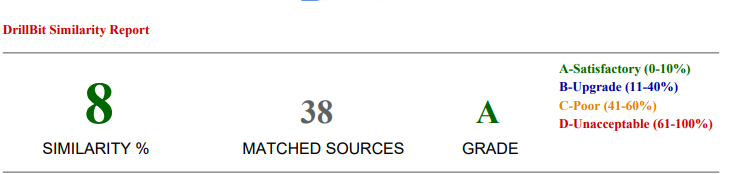 DrillBit Similarity Report
8
38
A
SIMILARITY %
MATCHED SOURCES
GRADE
A-Satisfactory (0-10%)
B-Upgrade (11-40%)
C-Poor (41-60%)
D-Unacceptable (61-100%)